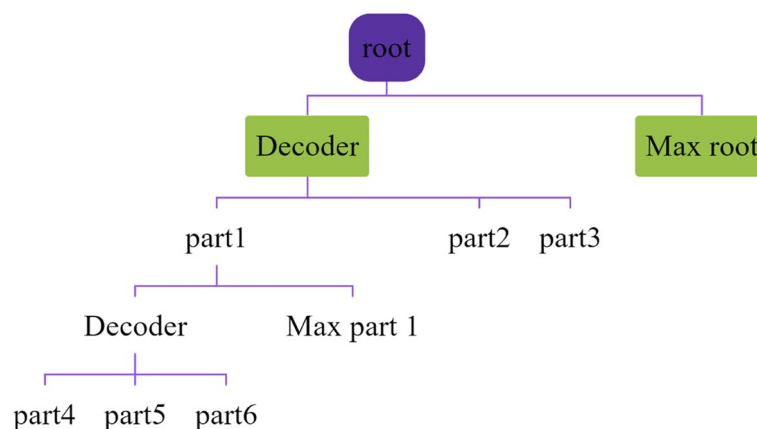 root
Decoder
Max root
part1
part2
part3
Decoder
Max part 1
part4
part5
part6